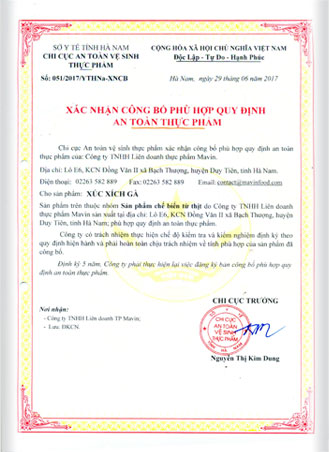 SỞ Y TẾ TỈNH HÀ NAM
CHI CỤC AN TOÀN VỆ SINH
THỰC PHẨM
Số: 051/2017/YTHNa-XNCB
CỘNG HÒA XÃ HỘI CHỦ NGHĨA VIỆT NAM
Độc Lập - Tự Do - Hạnh Phúc
Hà Nam, ngày 29 tháng 06 năm 2017
XÁC NHẬN CÔNG BỐ PHÙ HỢP QUY ĐỊNH
AN TOÀN THỰC PHẨM
Chi cục An toàn vệ sinh thực phẩm xác nhận công bố phù hợp quy định an toàn
thực phẩm của: Công ty TNHH Liên doanh thực phẩm Mavin.
Địa chỉ: Lô E6, KCN Đồng Văn II xã Bạch Thượng, huyện Duy Tiên, tỉnh Hà Nam.
Điện thoại: 02263 582 889 Fax: 02263 582 889 Email: contact@mavinfood.com
Cho sản phẩm: XÚC XÍCH GÀ
Sản phẩm trên thuộc nhóm Sản phẩm chế biến từ thịt do Công ty TNHH Liên doanh
thực phẩm Mavin sản xuất tại địa chỉ: Lô E6, KCN Đồng Văn II xã Bạch Thượng, huyện
Duy Tiên, tỉnh Hà Nam, phù hợp quy định an toàn thực phẩm.
Công ty có trách nhiệm thực hiện chế độ kiểm tra và kiểm nghiệm định kỳ theo
quy định hiện hành và phải hoàn toàn chịu trách nhiệm về tính phù hợp của sản phẩm đã
công bố.
Định kỳ 5 năm, Công ty phải thực hiện lại việc đăng ký bản công bố phù hợp quy
định an toàn thực phẩm.
Nơi nhận:
- Công ty TNHH Liên doanh TP Mavin;
- Lưu: ĐKCN.
CHI CỤC TRƯỞNG
CHI CỤC
AN TOÀN
VỆ SINH
THỰC PHẨM
Nguyễn Thị Kim Dung